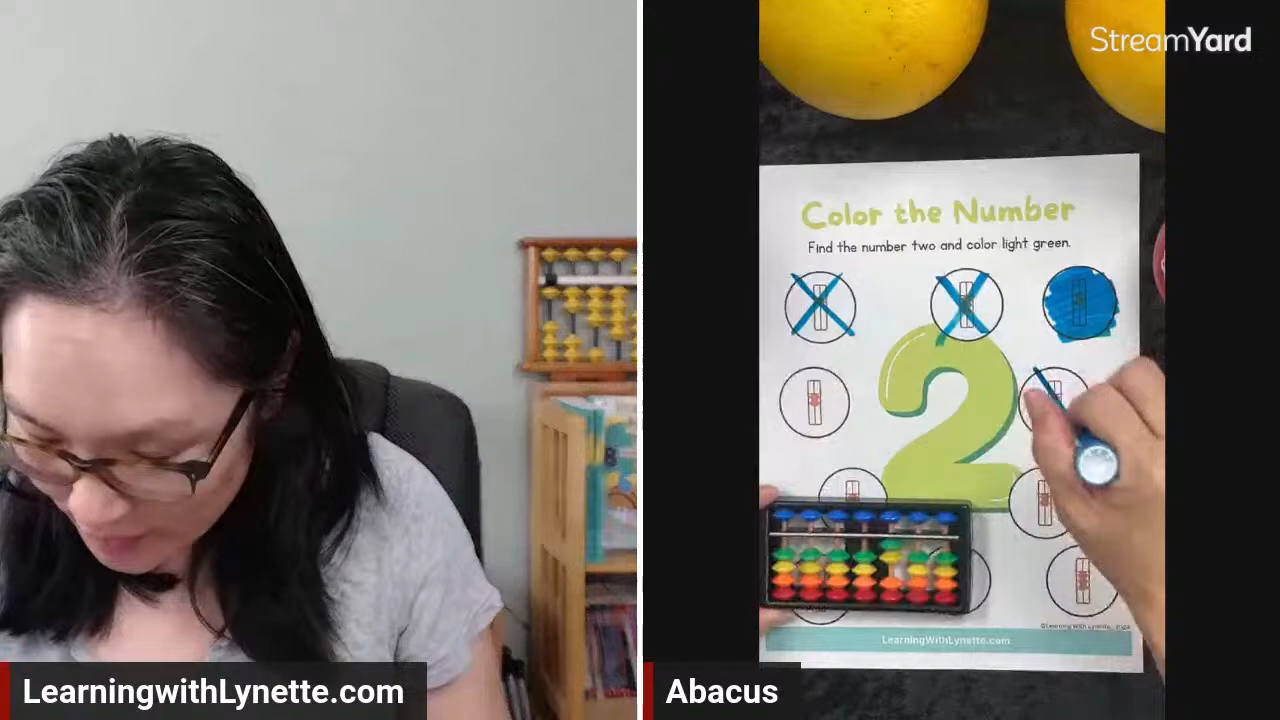 StreamYard
Color the Number
Find the number two and color light green.
2
LearningWithLynette.com
LearningwithLynette.com
Abacus